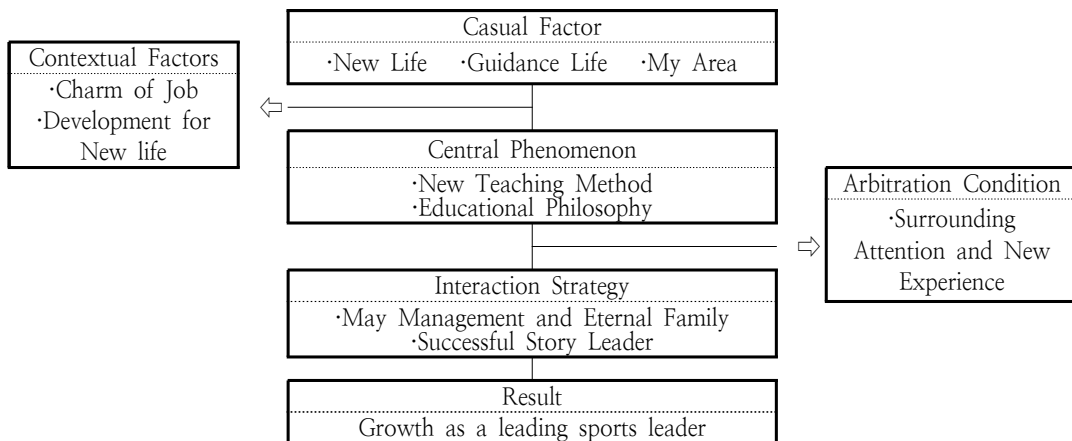 Casual Factor
·New Life ·Guidance Life ·My Area
Contextual Factors
·Charm of Job
·Development for
New life
Central Phenomenon
·New Teaching Method
·Educational Philosophy
Arbitration Condition
·Surrounding
Attention and New
Experience
Interaction Strategy
·May Management and Eternal Family
·Successful Story Leader
Result
Growth as a leading sports leader